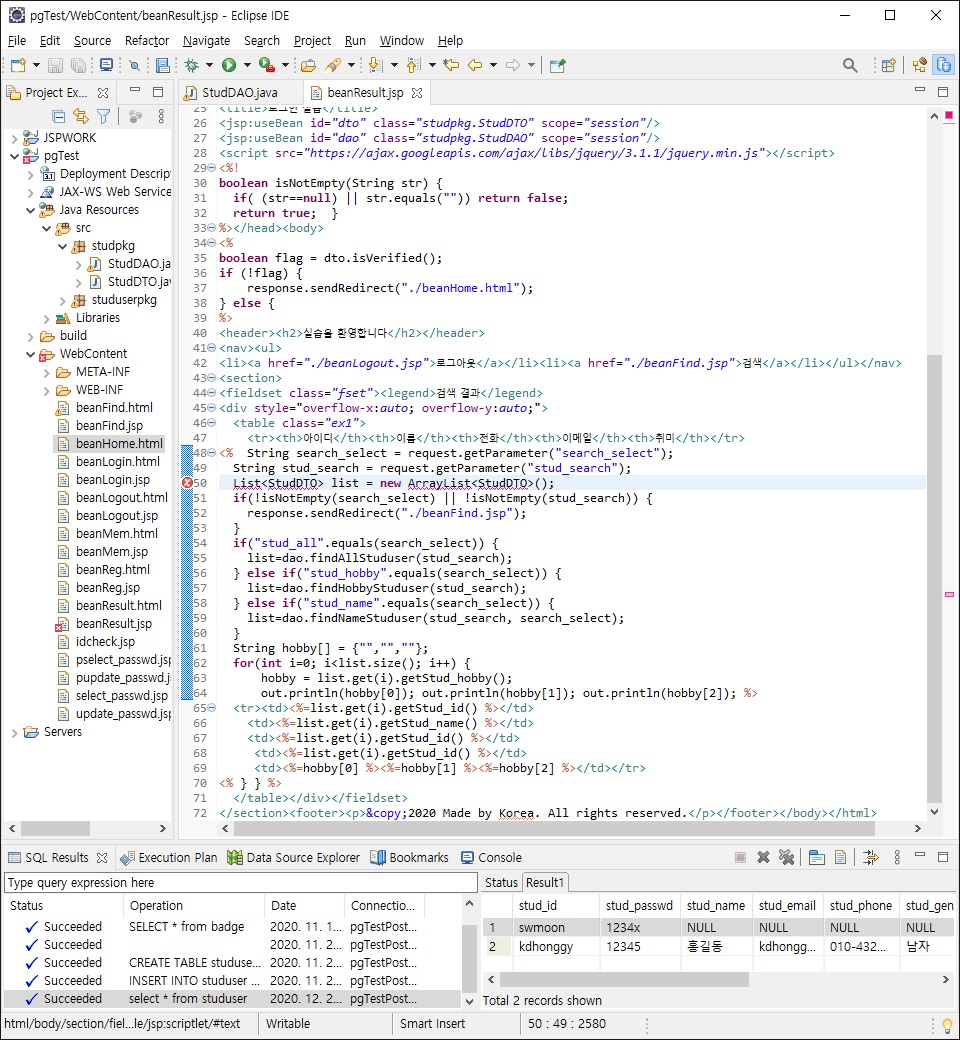 pgTest/WebContent/beanResult.jsp - Eclipse IDE
File Edit Source Refactor Navigate Search Project Run Window Help
Project Ex...
JSPWORK
pgTest
Deployment Descrip
JAX-WS Web Service
Java Resources
src
studpkg
StudDAO.ja
StudDTO.jav
studuserpkg
Libraries
build
WebContent
META-INF
WEB-INF
beanFind.html
beanFind.jsp
beanHome.html
beanLogin.html
beanLogin.jsp
beanLogout.html
beanLogout.jsp
beanMem.html
beanMem.jsp
beanReg.html
beanReg.jsp
beanResult.html
beanResult.jsp
idcheck.jsp
pselect_passwd.jsp
pupdate_passwd.j
select_passwd.jsp
update_passwd.jsp
Servers
StudDAO.java beanResult.jsp
25 <title>로그인 실습</title>
26 <jsp:useBean id="dto" class="studpkg.StudDTO" scope="session"/>
27 <jsp:useBean id="dao" class="studpkg.StudDAO" scope="session"/>
28 <script src="https://ajax.googleapis.com/ajax/libs/jquery/3.1.1/jquery.min.js"></script>
29 <%!
30 boolean isNotEmpty(String str) {
31 if( (str==null) || str.equals("")) return false;
32 return true; }
33 %></head><body>
34 <%
35 boolean flag = dto.isVerified();
36 if (!flag) {
37 response.sendRedirect("./beanHome.html");
38 } else {
39 %>
40 <header><h2>실습을 환영합니다</h2></header>
41 <nav><ul>
42 <li><a href="./beanLogout.jsp">로그아웃</a></li><li><a href="./beanFind.jsp">검색</a></li></ul></nav>
43 <section>
44 <fieldset class="fset"><legend>검색 결과</legend>
45 <div style="overflow-x:auto; overflow-y:auto;">
46 <table class="ex1">
47 <tr><th>아이디</th><th>이름</th><th>전화</th><th>이메일</th><th>취미</th></tr>
48 <% String search_select = request.getParameter("search_select");
49 String stud_search = request.getParameter("stud_search");
50 List<StudDTO> list = new ArrayList<StudDTO>();
51 if(!isNotEmpty(search_select) || !isNotEmpty(stud_search)) {
52 response.sendRedirect("./beanFind.jsp");
53 }
54 if("stud_all".equals(search_select)) {
55 list=dao.findAllStuduser(stud_search);
56 } else if("stud_hobby".equals(search_select)) {
57 list=dao.findHobbyStuduser(stud_search);
58 } else if("stud_name".equals(search_select)) {
59 list=dao.findNameStuduser(stud_search, search_select);
60 }
61 String hobby[] = {"","",""};
62 for(int i=0; i<list.size(); i++) {
63 hobby = list.get(i).getStud_hobby();
64 out.println(hobby[0]); out.println(hobby[1]); out.println(hobby[2]); %>
65 <tr><td><%=list.get(i).getStud_id() %></td>
66 <td><%=list.get(i).getStud_name() %></td>
67 <td><%=list.get(i).getStud_id() %></td>
68 <td><%=list.get(i).getStud_id() %></td>
69 <td><%=hobby[0] %><%=hobby[1] %><%=hobby[2] %></td></tr>
70 <% } } %>
71 </table></div></fieldset>
72 </section><footer><p>&copy;2020 Made by Korea. All rights reserved.</p></footer></body></html>
SQL Results Execution Plan Data Source Explorer Bookmarks Console
Type query expression here
Status Operation Date Connectio...
Succeeded SELECT * from badge 2020. 11. 1... pgTestPost...
Succeeded 2020. 11. 2... pgTestPost...
Succeeded CREATE TABLE studuse... 2020. 11. 2... pgTestPost...
Succeeded INSERT INTO studuser ... 2020. 11. 2... pgTestPost...
Succeeded select * from studuser 2020. 12. 2... pgTestPost...
Status Result1
stud_id stud_passwd stud_name stud_email stud_phone stud_gen
1 swmoon 1234x NULL NULL NULL NULL
2 kdhonggy 12345 홍길동 kdhongg... 010-432... 남자
Total 2 records shown
html/body/section/fiel...le/jsp:scriptlet/#text Writable Smart Insert 50 : 49 : 2580